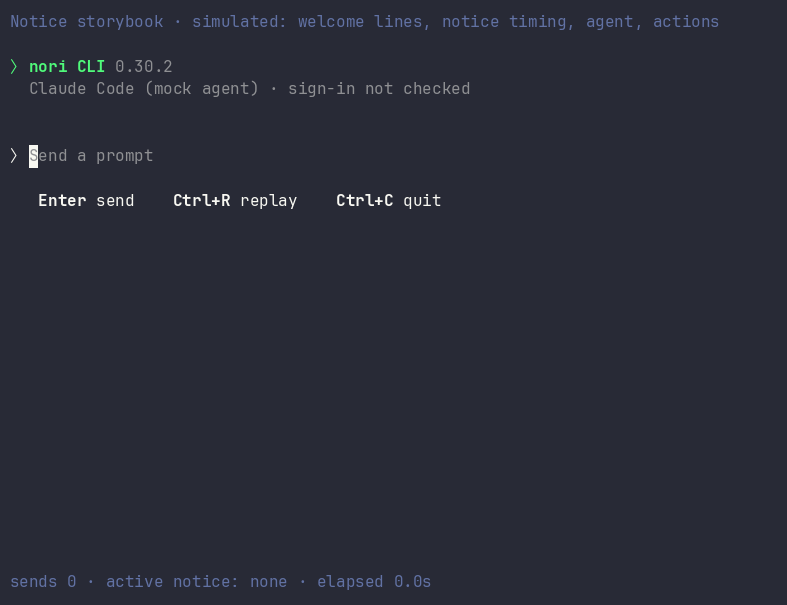 Notice storybook · simulated: welcome lines, notice timing, agent, actions
〉 nori CLI 0.30.2
Claude Code (mock agent) · sign-in not checked
〉 Send a prompt
Enter send    Ctrl+R replay    Ctrl+C quit
sends 0 · active notice: none · elapsed 0.0s